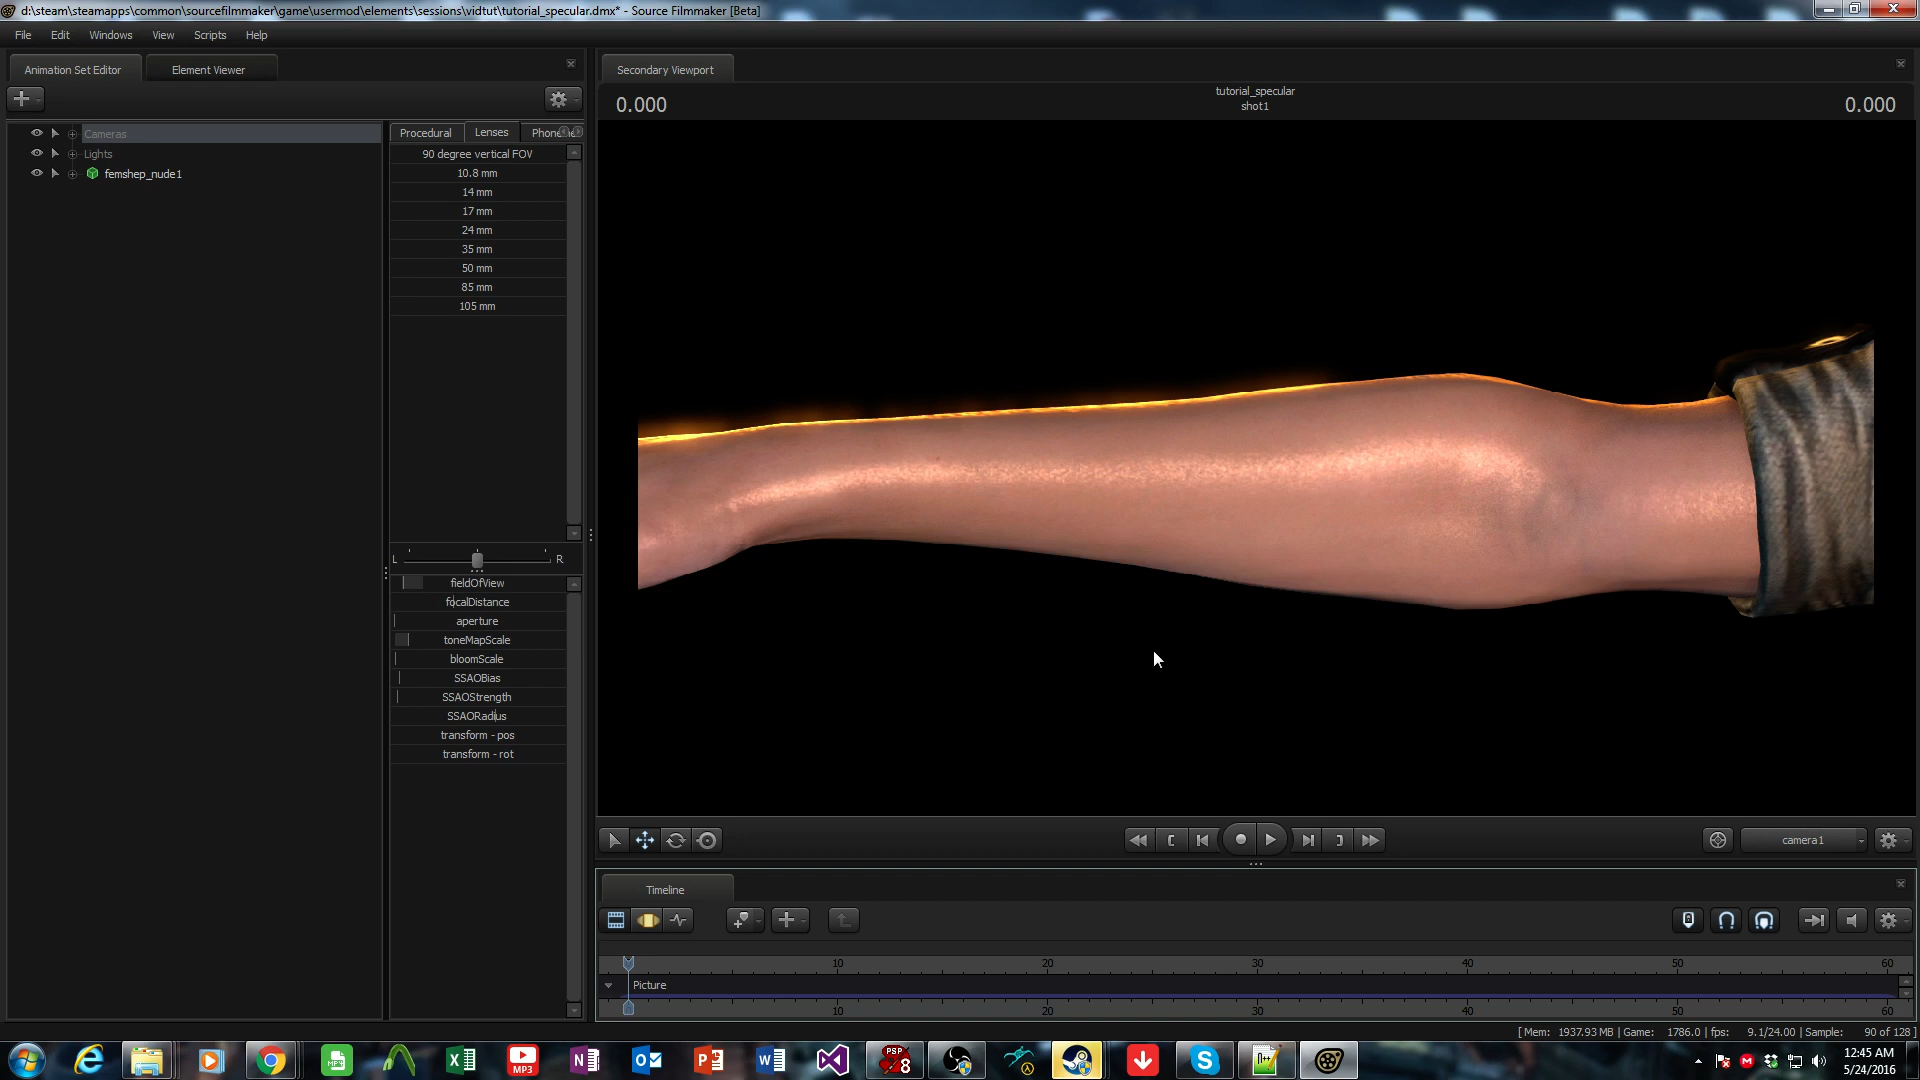 d:\steam\steamapps\common\sourcefilmmaker\game\usermod\elements\sessions\vidtut\tutorial_specular.dmx* - Source Filmmaker [Beta]
File Edit Windows View Scripts Help
Animation Set Editor
Element Viewer
Cameras
Lights
femshep_nude1
Procedural Lenses
90 degree vertical FOV
10.8 mm
14 mm
17 mm
24 mm
35 mm
50 mm
85 mm
105 mm
L R
fieldOfView
focalDistance
aperture
toneMapScale
bloomScale
SSAOBias
SSAOStrength
SSAORadius
transform - pos
transform - rot
Secondary Viewport
0.000
tutorial_specular
shot1
0.000
camera1
Timeline
10 20 30 40 50 60
Picture
10 20 30 40 50 60
[ Mem: 1937.93 MB | Game: 1786.0 | fps: 9.1/24.00 | Sample: 90 of 128 ]
MP3
PSP
8
12:45 AM
5/24/2016